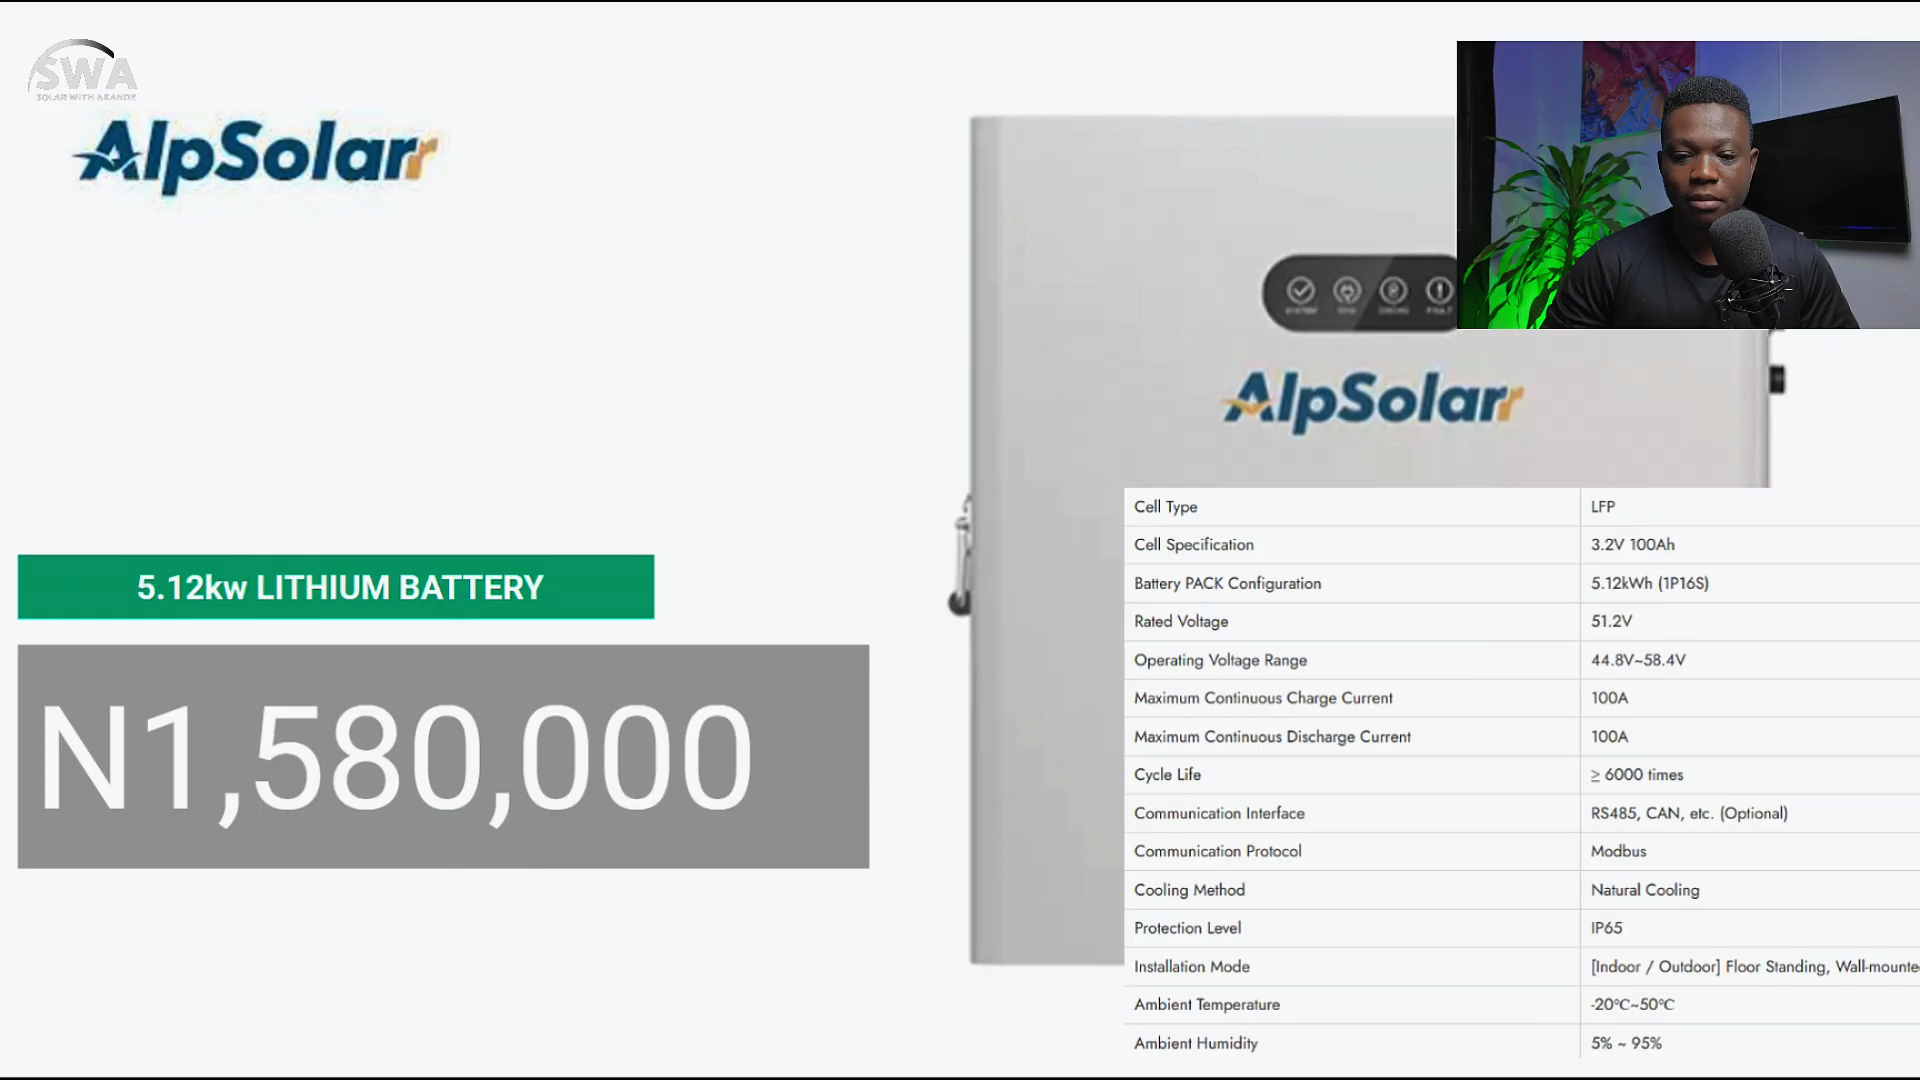 SWA
SOLAR WITH AKANDE
AlpSolarr
5.12kw LITHIUM BATTERY
N1,580,000
AlpSolarr
Cell Type LFP
Cell Specification 3.2V 100Ah
Battery PACK Configuration 5.12kWh (1P16S)
Rated Voltage 51.2V
Operating Voltage Range 44.8V~58.4V
Maximum Continuous Charge Current 100A
Maximum Continuous Discharge Current 100A
Cycle Life ≥ 6000 times
Communication Interface RS485, CAN, etc. (Optional)
Communication Protocol Modbus
Cooling Method Natural Cooling
Protection Level IP65
Installation Mode [Indoor / Outdoor] Floor Standing, Wall-mounte
Ambient Temperature -20℃~50℃
Ambient Humidity 5% ~ 95%